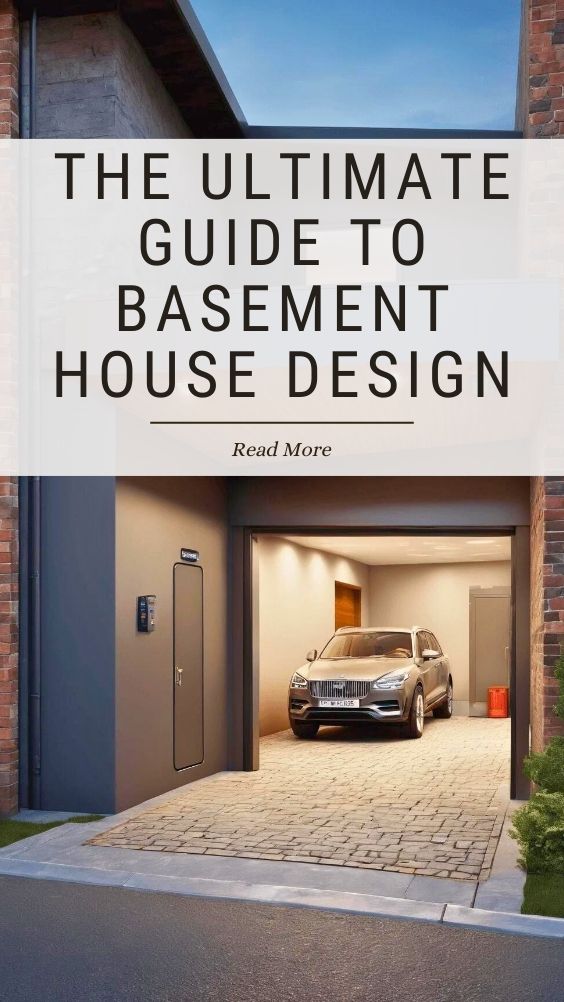 THE ULTIMATE
GUIDE TO
BASEMENT
HOUSE DESIGN
Read More